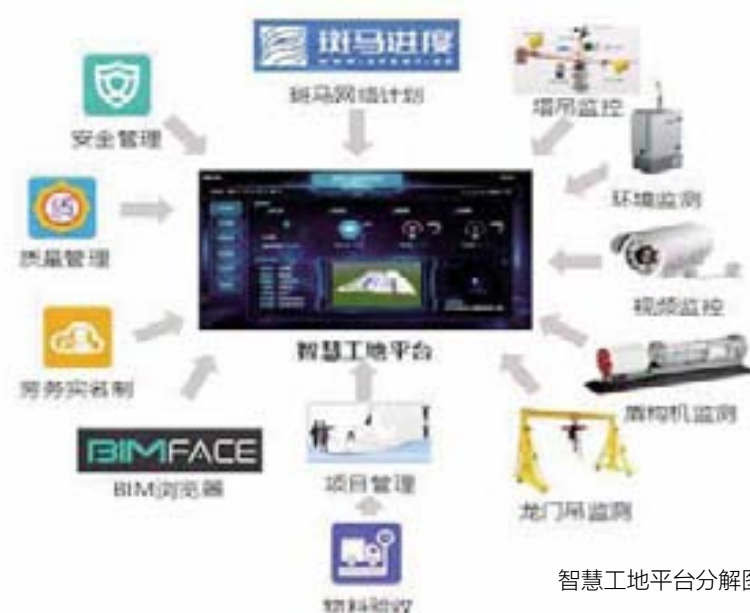 斑马进度
斑马网络计划
安全管理
塔吊监控
环境监测
质量管理
视频监控
智慧工地平台
劳务实名制
盾构机监测
BIMFACE
BIM浏览器
项目管理
龙门吊监测
物料验收
智慧工地平台分解图